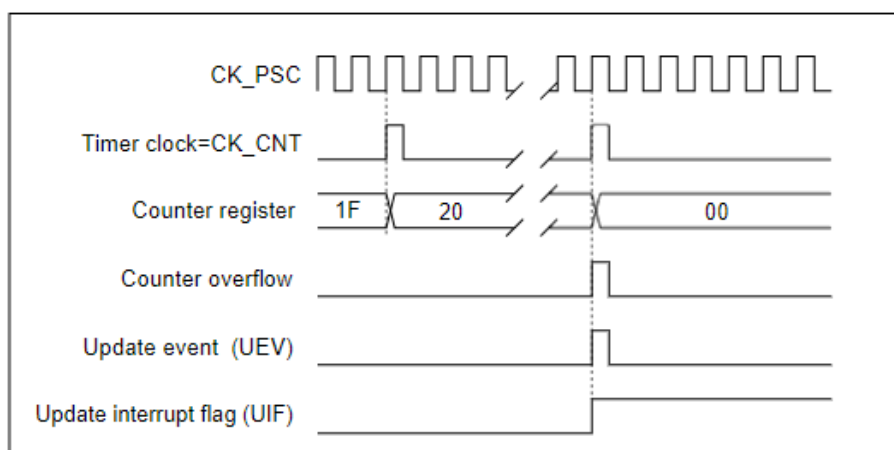 CK_PSC
Timer clock=CK_CNT
Counter register 1F 20 00
Counter overflow
Update event (UEV)
Update interrupt flag (UIF)